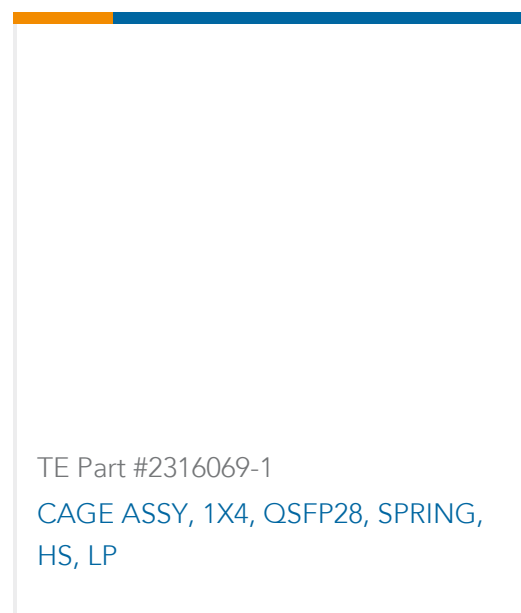 TE Part #2316069-1
CAGE ASSY, 1X4, QSFP28, SPRING,
HS, LP